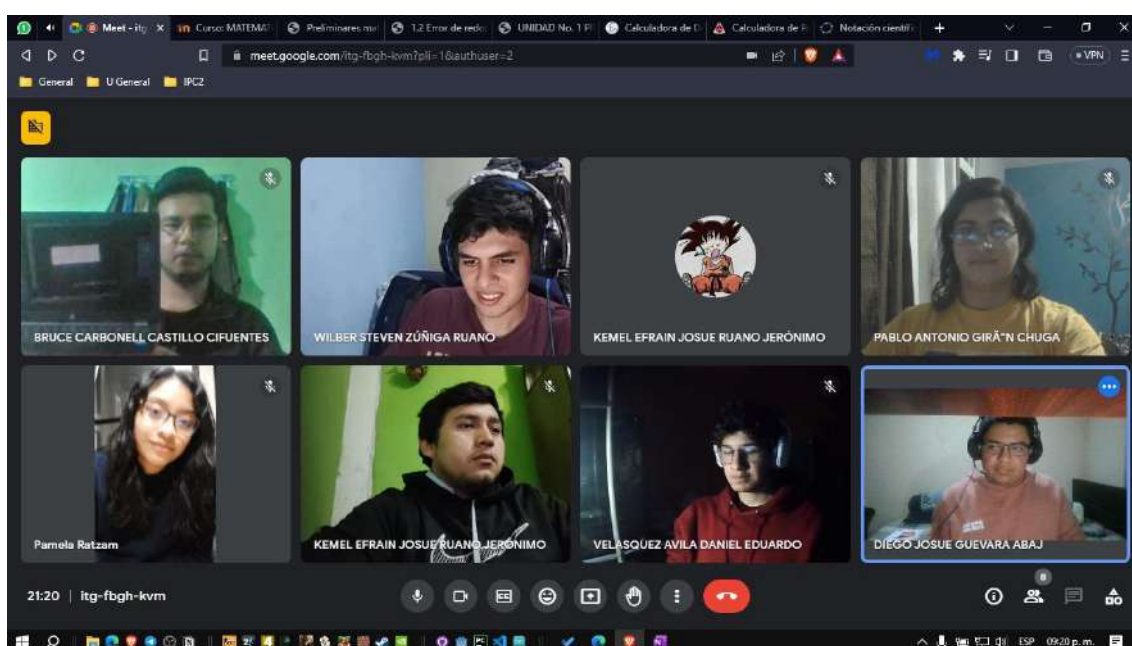 Meet - itg
Curso: MATEMAT
Preliminares ma
1.2 Error de redo
UNIDAD No. 1 P
Calculadora de D
Calculadora de
Notación científi
meet.google.com/itg-fbgh-kvm?pli=1&authuser=2
VPN
General
U General
IPC2
BRUCE CARBONELL CASTILLO CIFUENTES
WILBER STEVEN ZÚÑIGA RUANO
KEMEL EFRAIN JOSUE RUANO JERÓNIMO
PABLO ANTONIO GIRÃ“N CHUGA
Pamela Ratzam
KEMEL EFRAIN JOSUE RUANO JERÓNIMO
VELASQUEZ AVILA DANIEL EDUARDO
DIEGO JOSUE GUEVARA ABAJ
21:20 | itg-fbgh-kvm
8
ESP 09:20 p. m.